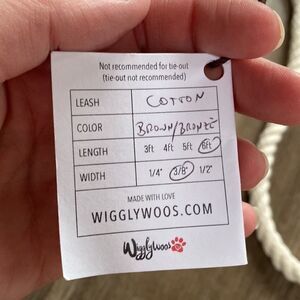 Not recommended for tie-out
(tie-out not recommended)
LEASH COTTON
COLOR BROWN/BRONZE
LENGTH 3ft 4ft 5ft 6ft
WIDTH 1/4" 3/8" 1/2"
MADE WITH LOVE
WIGGLYWOOS.COM
Wigglywoos